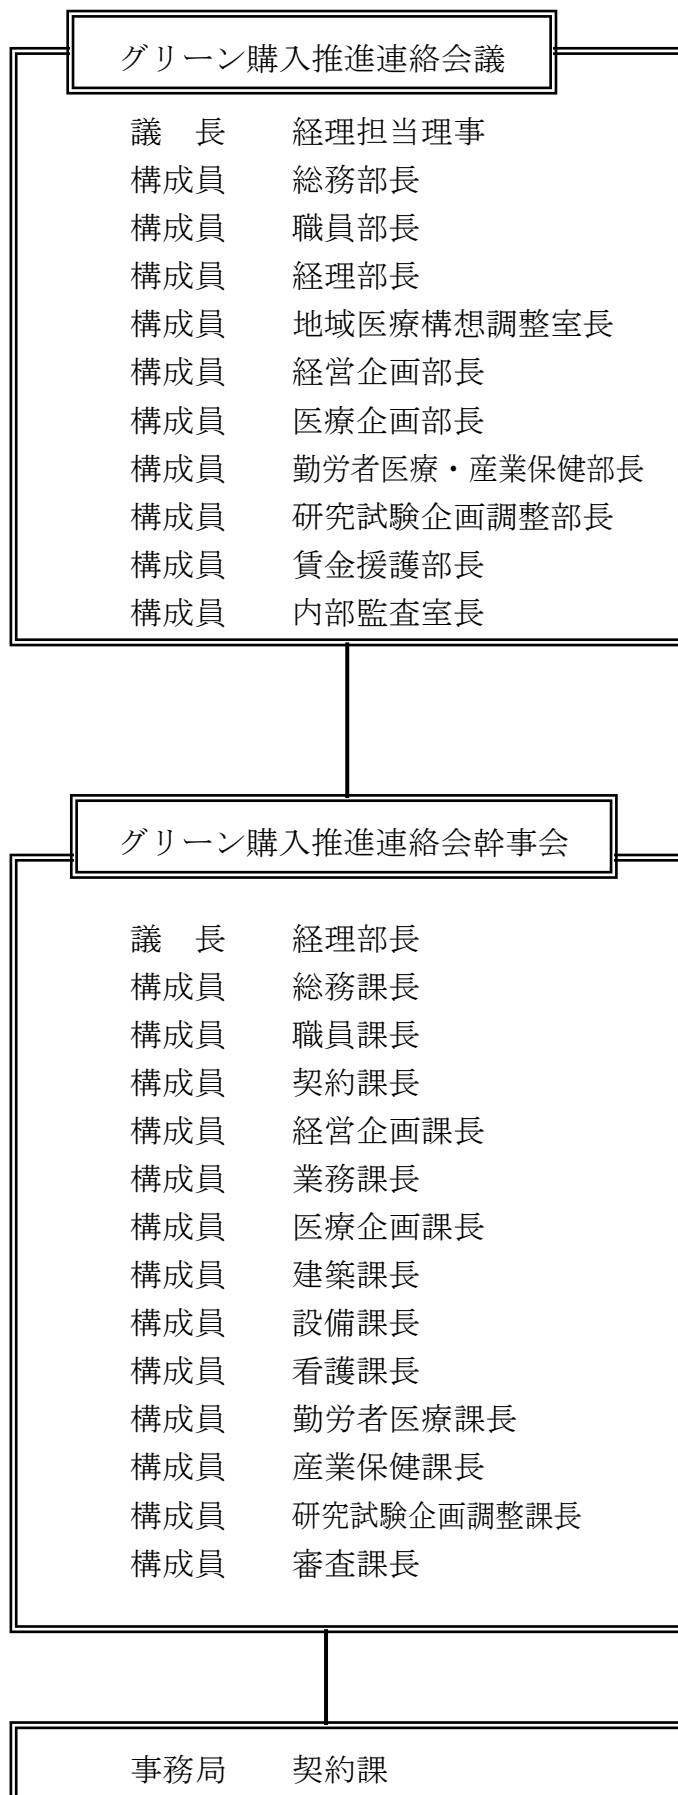 グリーン購入推進連絡会議
議　長　　経理担当理事
構成員　　総務部長
構成員　　職員部長
構成員　　経理部長
構成員　　地域医療構想調整室長
構成員　　経営企画部長
構成員　　医療企画部長
構成員　　勤労者医療・産業保健部長
構成員　　研究試験企画調整部長
構成員　　賃金援護部長
構成員　　内部監査室長
グリーン購入推進連絡会幹事会
議　長　　経理部長
構成員　　総務課長
構成員　　職員課長
構成員　　契約課長
構成員　　経営企画課長
構成員　　業務課長
構成員　　医療企画課長
構成員　　建築課長
構成員　　設備課長
構成員　　看護課長
構成員　　勤労者医療課長
構成員　　産業保健課長
構成員　　研究試験企画調整課長
構成員　　審査課長
事務局　　契約課